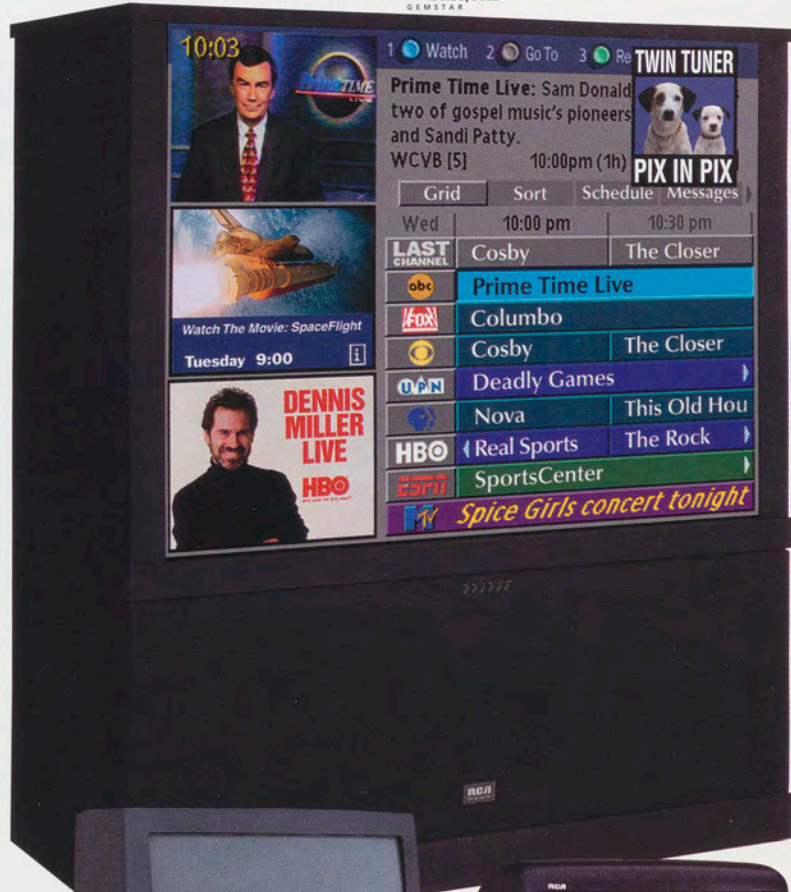 GEMSTAR
10:03
PRIMETIME
LIVE
1 Watch 2 Go To 3 Re
TWIN TUNER
PIX IN PIX
Prime Time Live: Sam Donald
two of gospel music's pioneers
and Sandi Patty.
WCVB [5] 10:00pm (1h)
Grid Sort Schedule Messages
Wed 10:00 pm 10:30 pm
LAST CHANNEL Cosby The Closer
abc Prime Time Live
FOX Columbo
Cosby The Closer
UPN Deadly Games
Nova This Old Hou
HBO Real Sports The Rock
ESPN SportsCenter
MTV Spice Girls concert tonight
Watch The Movie: SpaceFlight
Tuesday 9:00 i
DENNIS
MILLER
LIVE
HBO
RCA
RCA